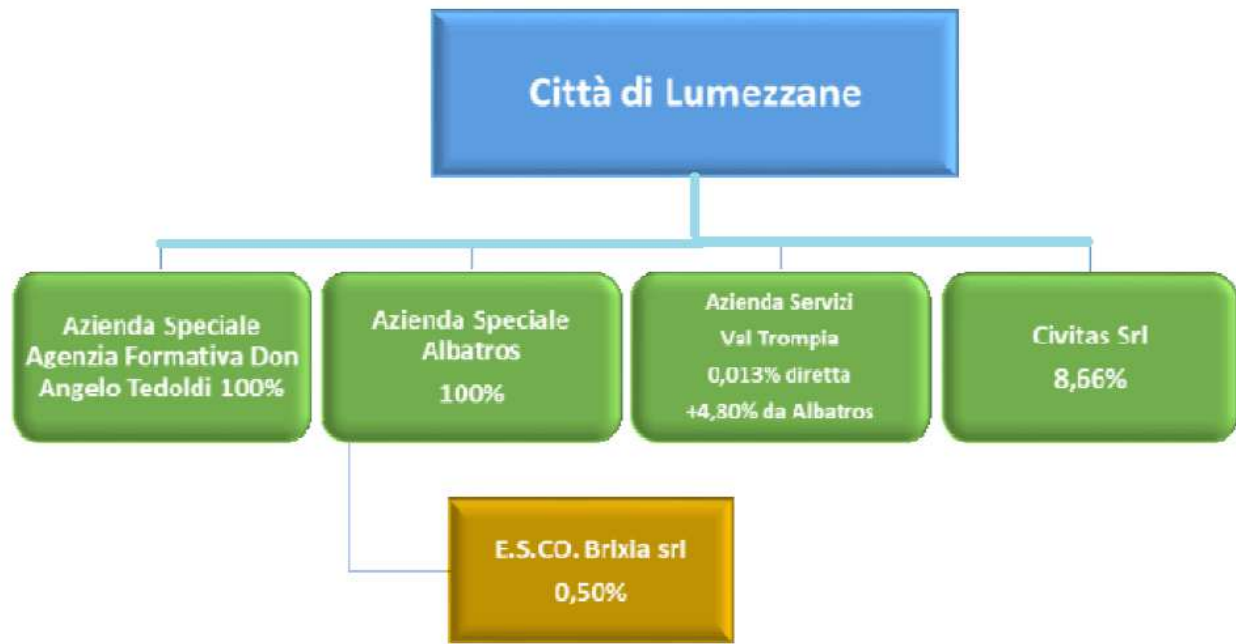 Città di Lumezzane
Azienda Speciale
Agenzia Formativa Don
Angelo Tedoldi 100%
Azienda Speciale
Albatros
100%
Azienda Servizi
Val Trompia
0,013% diretta
+4,80% da Albatros
Civitas Srl
8,66%
E.S.CO. Brixia srl
0,50%